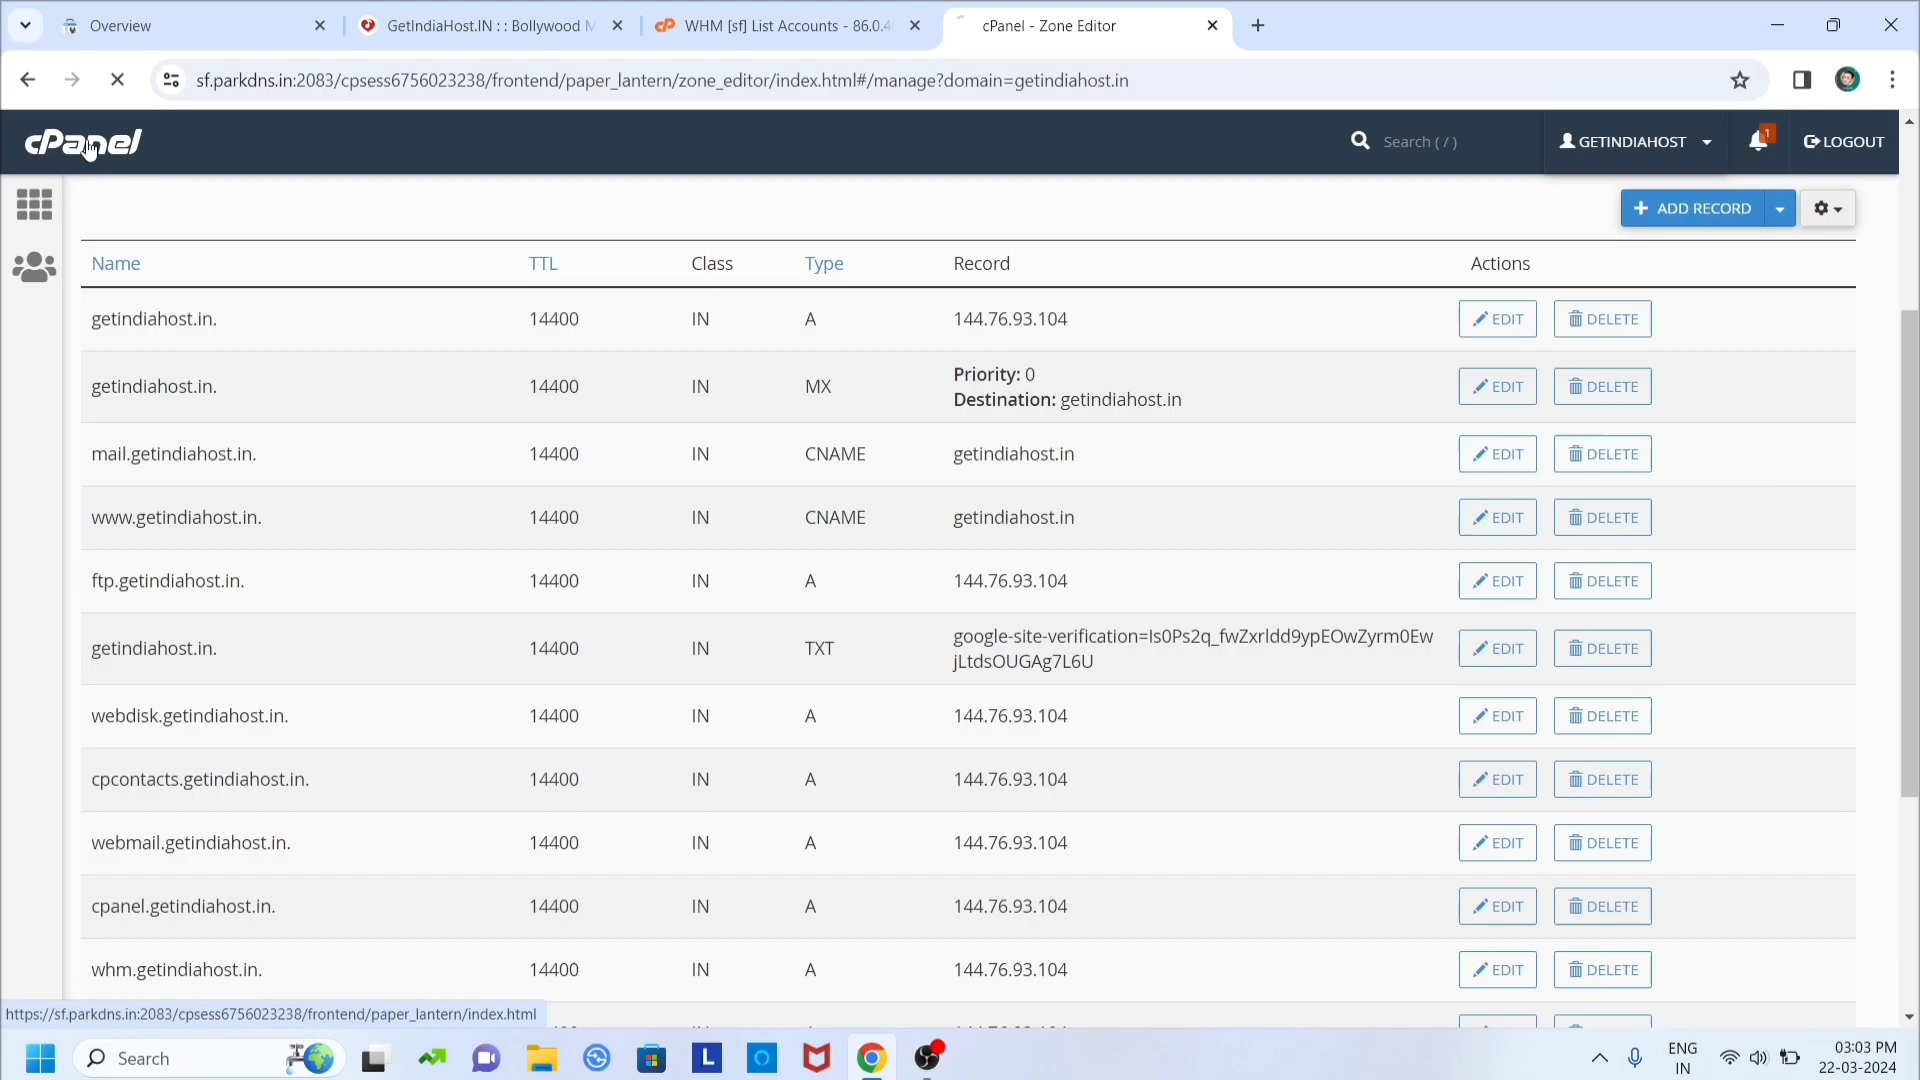 Overview
GetIndiaHost.IN : : Bollywood M
WHM [sf] List Accounts - 86.0.4
cPanel - Zone Editor
sf.parkdns.in:2083/cpsess6756023238/frontend/paper_lantern/zone_editor/index.html#/manage?domain=getindiahost.in
cPanel
Search ( / )
GETINDIAHOST
1
LOGOUT
+ ADD RECORD
Name TTL Class Type Record Actions
getindiahost.in. 14400 IN A 144.76.93.104 EDIT DELETE
getindiahost.in. 14400 IN MX Priority: 0 EDIT DELETE
Destination: getindiahost.in
mail.getindiahost.in. 14400 IN CNAME getindiahost.in EDIT DELETE
www.getindiahost.in. 14400 IN CNAME getindiahost.in EDIT DELETE
ftp.getindiahost.in. 14400 IN A 144.76.93.104 EDIT DELETE
getindiahost.in. 14400 IN TXT google-site-verification=Is0Ps2q_fwZxrldd9ypEOwZyrm0Ew EDIT DELETE
jLtdsOUGAg7L6U
webdisk.getindiahost.in. 14400 IN A 144.76.93.104 EDIT DELETE
cpcontacts.getindiahost.in. 14400 IN A 144.76.93.104 EDIT DELETE
webmail.getindiahost.in. 14400 IN A 144.76.93.104 EDIT DELETE
cpanel.getindiahost.in. 14400 IN A 144.76.93.104 EDIT DELETE
whm.getindiahost.in. 14400 IN A 144.76.93.104 EDIT DELETE
https://sf.parkdns.in:2083/cpsess6756023238/frontend/paper_lantern/index.html
Search
L
ENG
IN
03:03 PM
22-03-2024